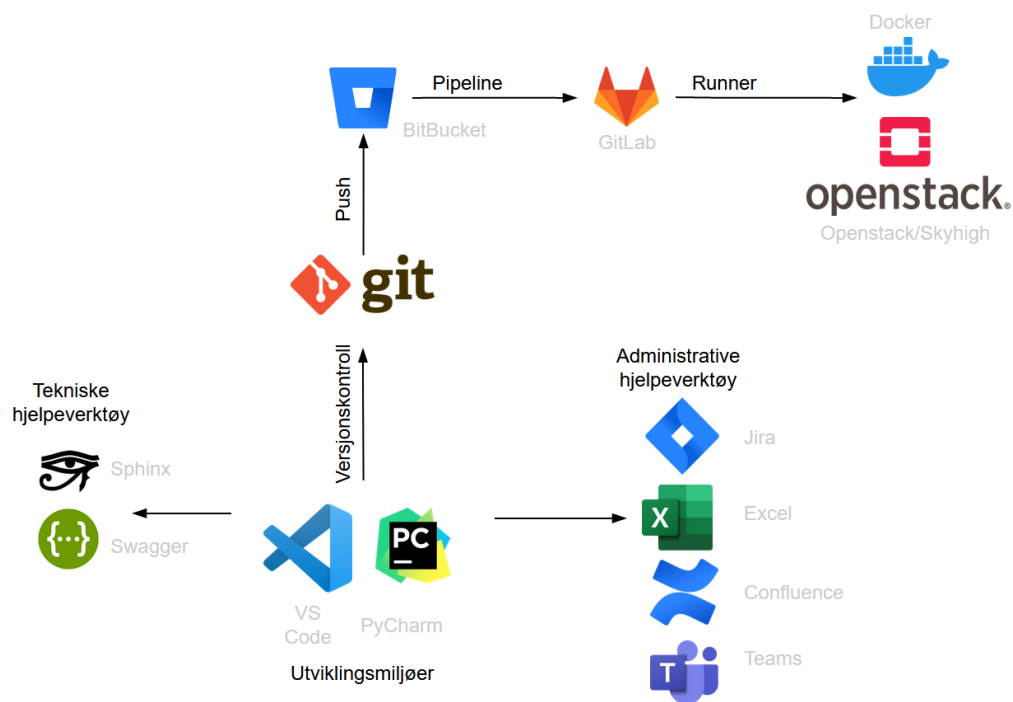 Docker
Pipeline
Runner
BitBucket
GitLab
openstack®
Openstack/Skyhigh
Push
git
Versjonskontroll
Administrative
hjelpeverktøy
Tekniske
hjelpeverktøy
Jira
Sphinx
X
Excel
{···}
Swagger
PC
VS
Code
PyCharm
Confluence
Utviklingsmiljøer
T
Teams